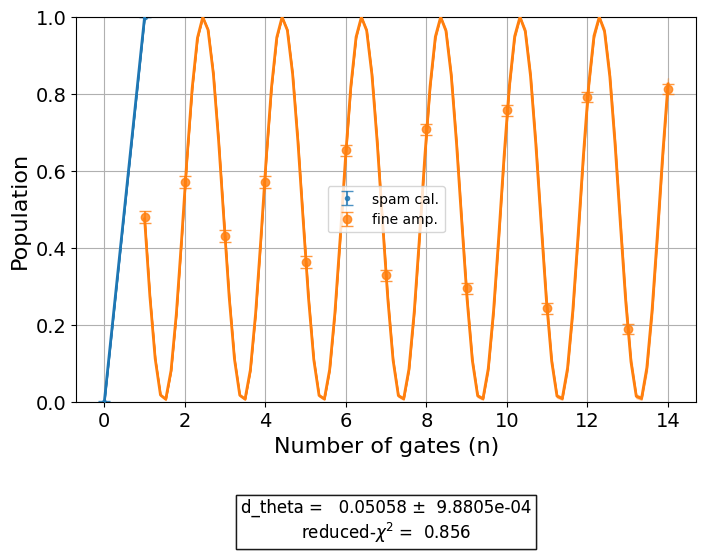 1.0
0.8
0.6
0.4
0.2
0.0
Population
spam cal.
fine amp.
0 2 4 6 8 10 12 14
Number of gates (n)
d_theta = 0.05058 ± 9.8805e-04
reduced-χ² = 0.856